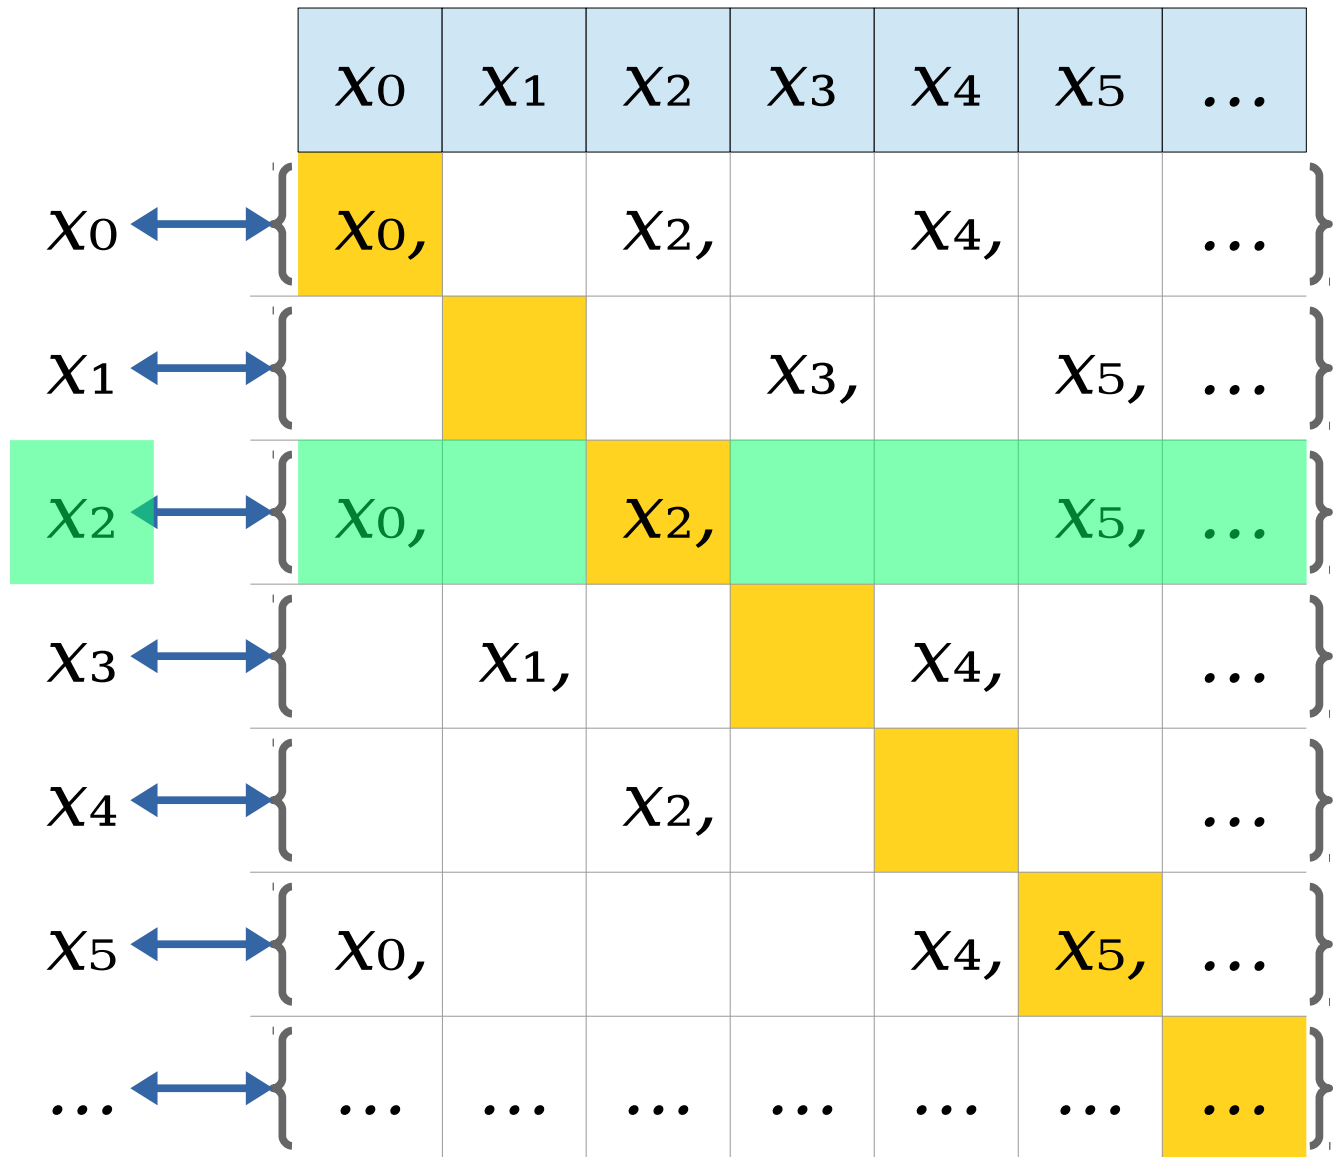 x₀ x₁ x₂ x₃ x₄ x₅ ...
x₀ { x₀, x₂, x₄, ... }
x₁ { x₃, x₅, ... }
x₂ { x₀, x₂, x₅, ... }
x₃ { x₁, x₄, ... }
x₄ { x₂, ... }
x₅ { x₀, x₄, x₅, ... }
... { ... ... ... ... ... ... ... }